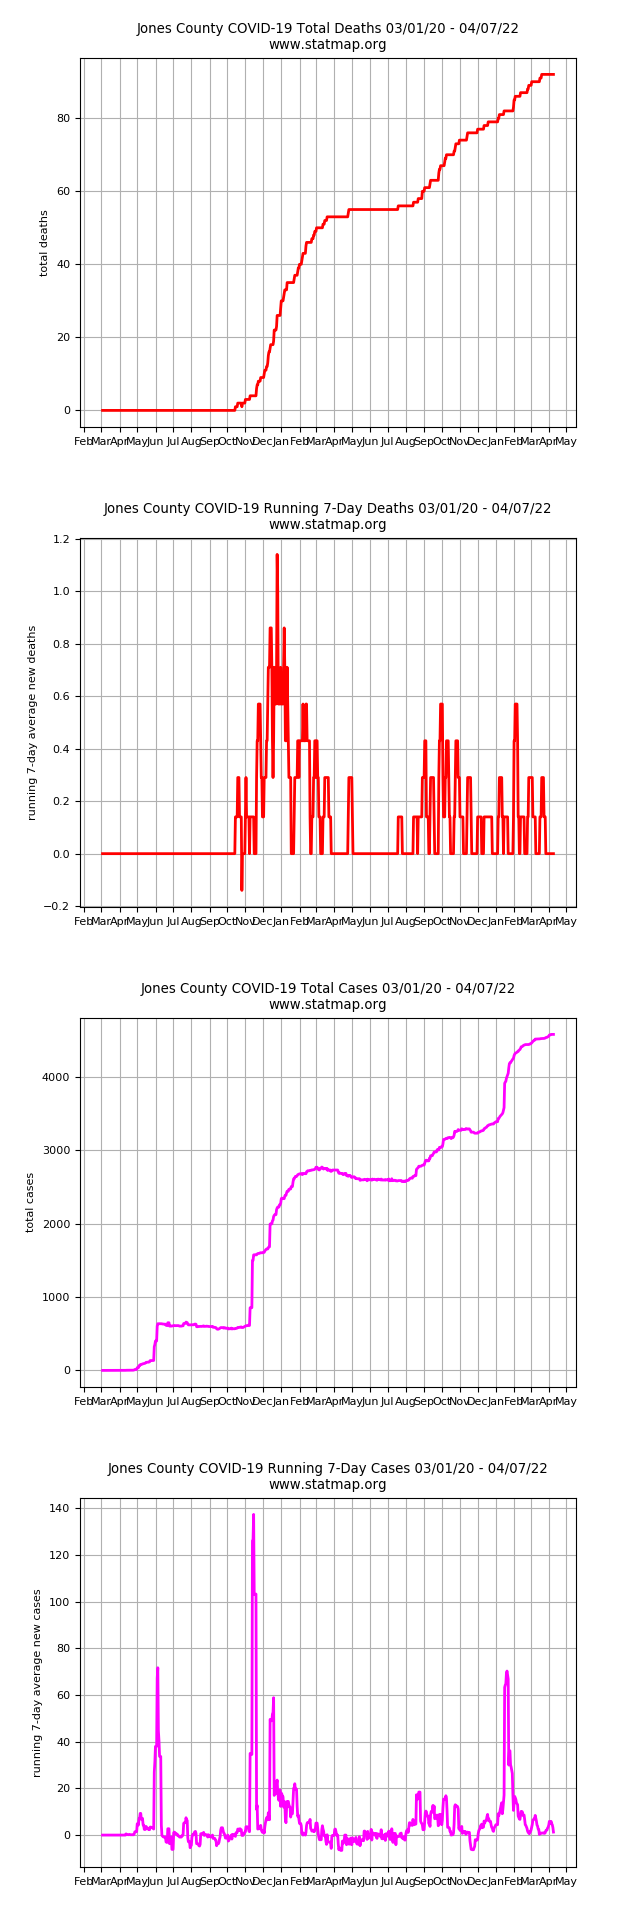 Jones County COVID-19 Total Deaths 03/01/20 - 04/07/22
www.statmap.org
80
60
40
20
0
total deaths
Feb Mar Apr May Jun Jul Aug Sep Oct Nov Dec Jan Feb Mar Apr May Jun Jul Aug Sep Oct Nov Dec Jan Feb Mar Apr May
Jones County COVID-19 Running 7-Day Deaths 03/01/20 - 04/07/22
www.statmap.org
1.2
1.0
0.8
0.6
0.4
0.2
0.0
−0.2
running 7-day average new deaths
Feb Mar Apr May Jun Jul Aug Sep Oct Nov Dec Jan Feb Mar Apr May Jun Jul Aug Sep Oct Nov Dec Jan Feb Mar Apr May
Jones County COVID-19 Total Cases 03/01/20 - 04/07/22
www.statmap.org
4000
3000
2000
1000
0
total cases
Feb Mar Apr May Jun Jul Aug Sep Oct Nov Dec Jan Feb Mar Apr May Jun Jul Aug Sep Oct Nov Dec Jan Feb Mar Apr May
Jones County COVID-19 Running 7-Day Cases 03/01/20 - 04/07/22
www.statmap.org
140
120
100
80
60
40
20
0
running 7-day average new cases
Feb Mar Apr May Jun Jul Aug Sep Oct Nov Dec Jan Feb Mar Apr May Jun Jul Aug Sep Oct Nov Dec Jan Feb Mar Apr May